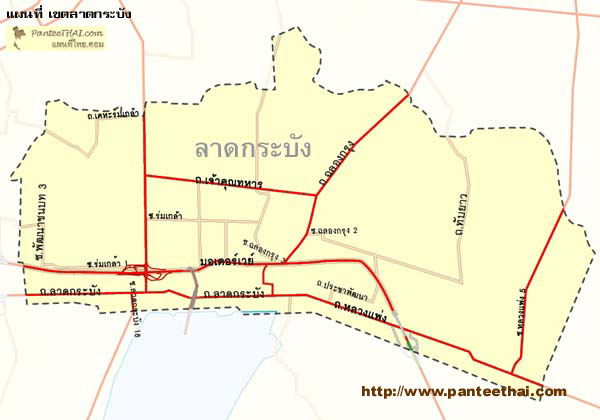 แผนที่ เขตลาดกระบัง
PanteeTHAI.com
แผนที่ไทย.คอม
ถ.เคหะร่มเกล้า
ลาดกระบัง
ถ.ฉลองกรุง
ถ.เจ้าคุณทหาร
ซ.พัฒนาชนบท 3
ถ.ทับยาว
ซ.ร่มเกล้า
ซ.ฉลองกรุง 2
ซ.ฉลองกรุง
ซ.ร่มเกล้า 1
มอเตอร์เวย์
ถ.ประชาพัฒนา
ถ.ลาดกระบัง
ถ.ลาดกระบัง
ซ.ลาดกระบัง 18
ถ.หลวงแพ่ง
ซ.หลวงแพ่ง 5
http://www.panteethai.com